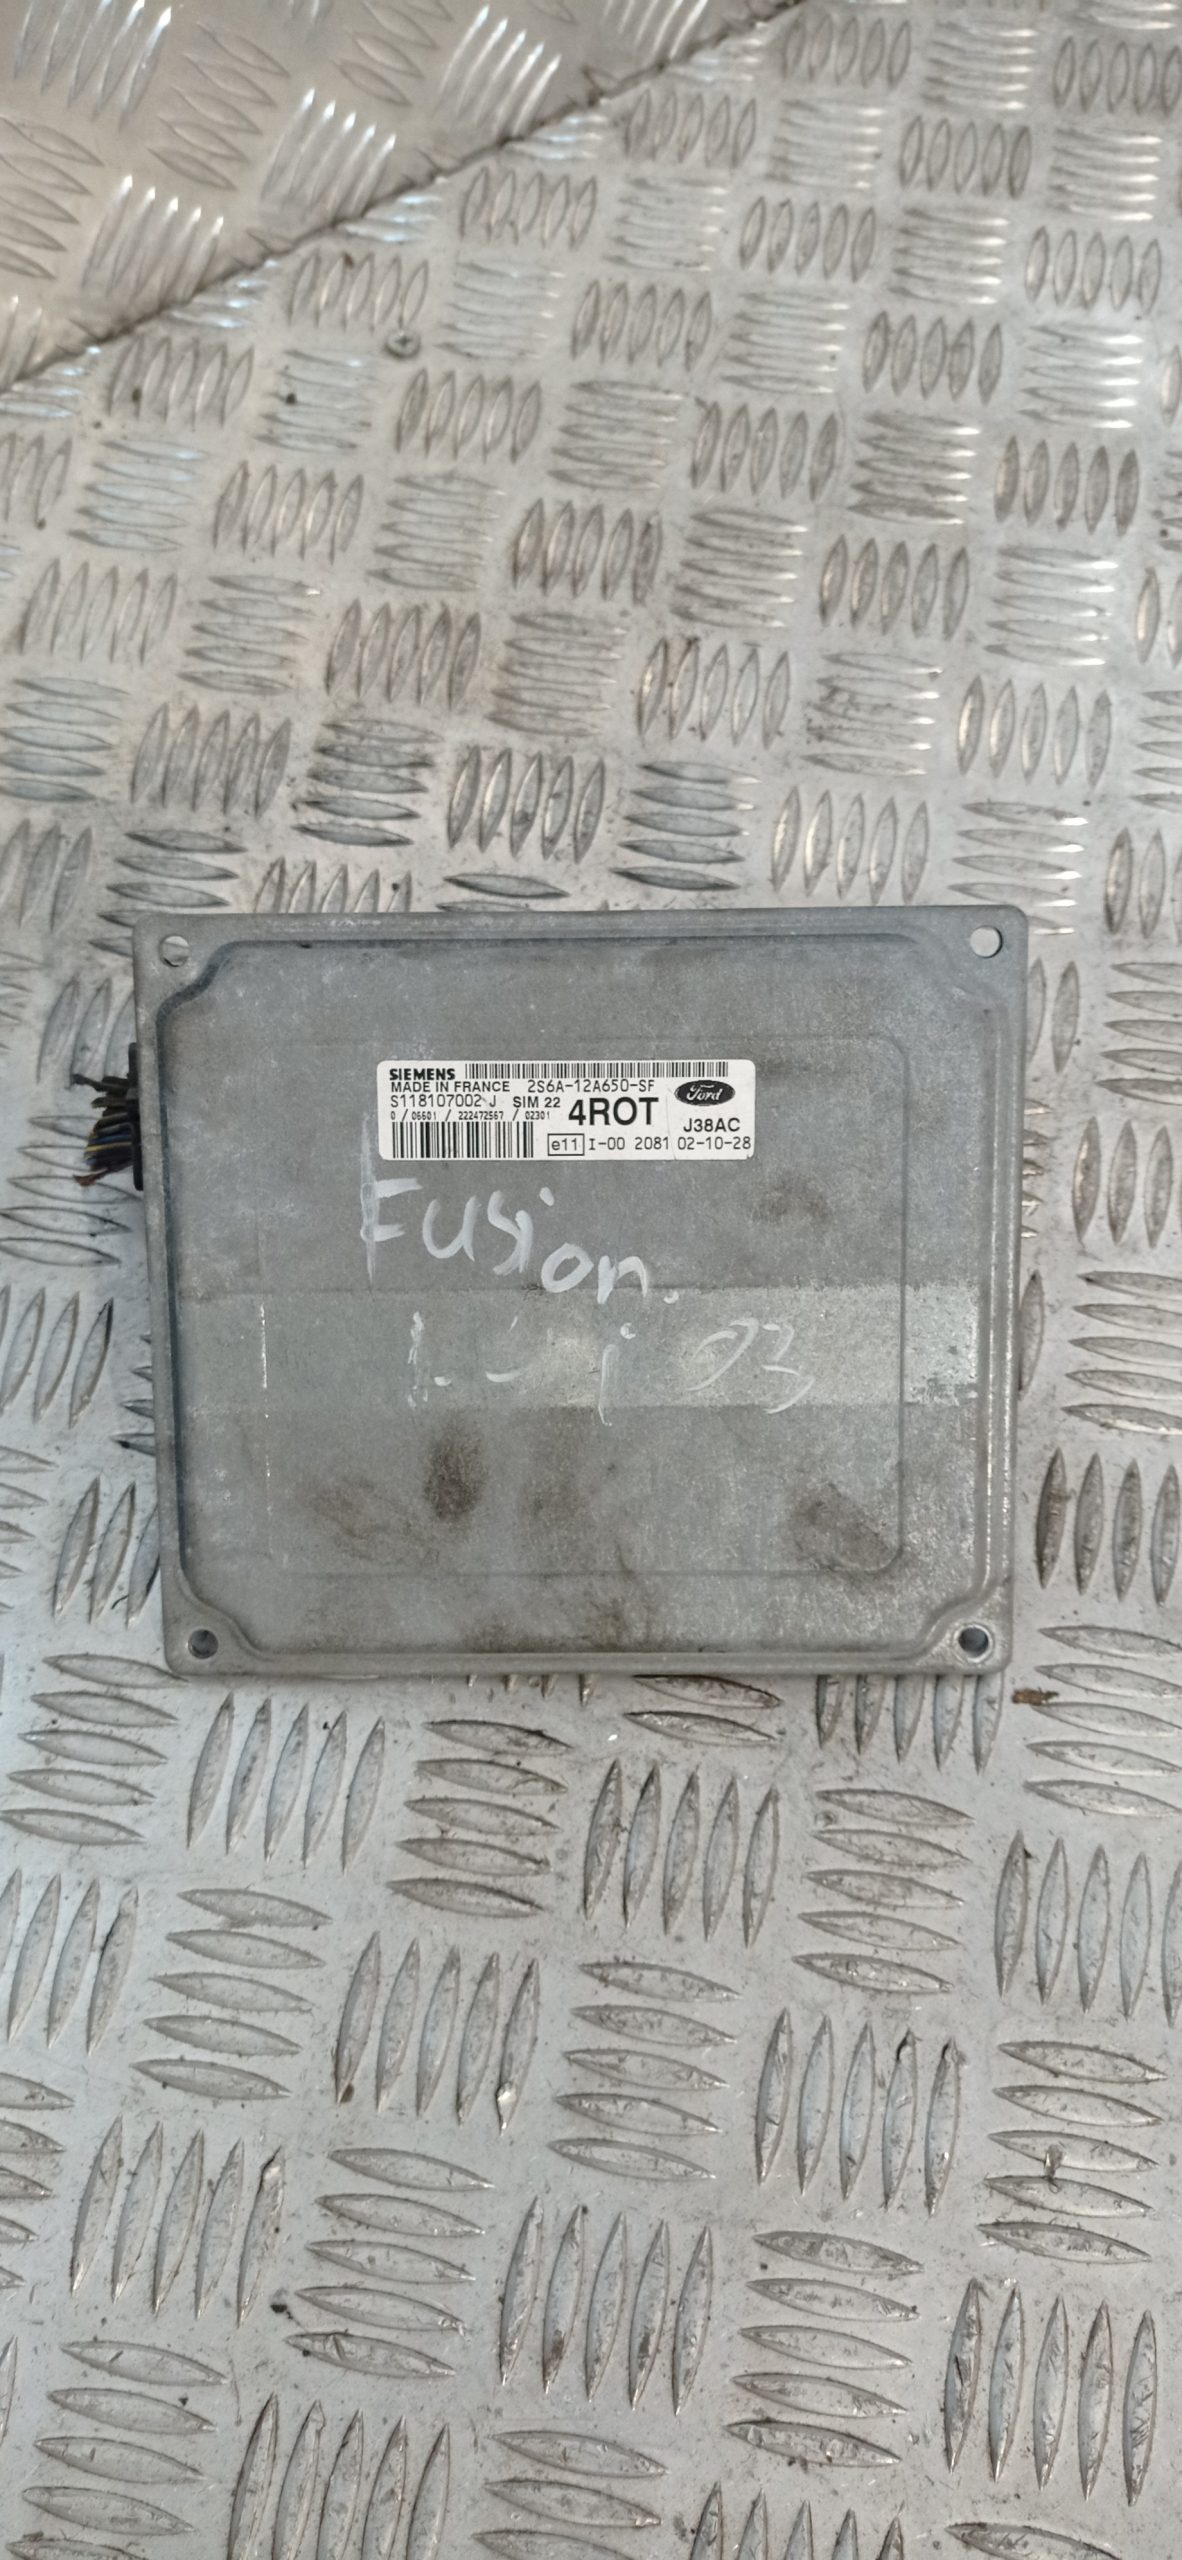 SIEMENS
MADE IN FRANCE 2S6A-12A650-SF
S118107002 J SIM 22
0 / 06601 / 222472567 / 02301 4ROT
Ford
J38AC
e11 I-00 2081 02-10-28
Fusion.
03